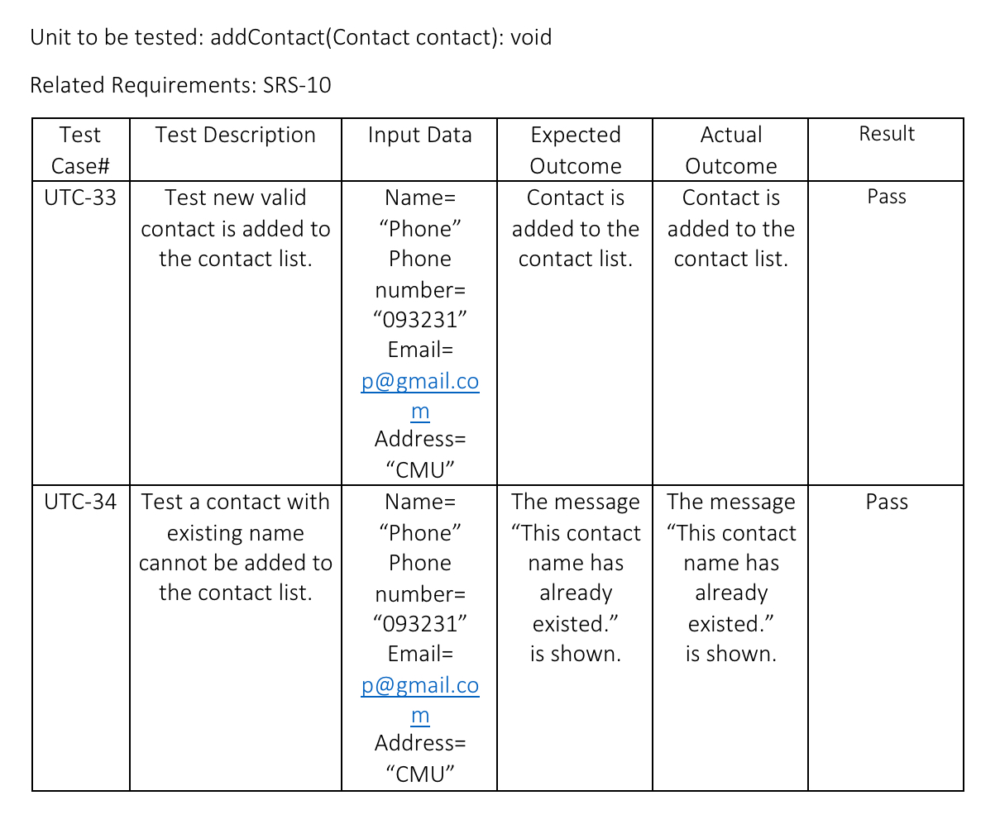 Unit to be tested: addContact(Contact contact): void
Related Requirements: SRS-10
Test
Case#
Test Description
Input Data
Expected
Outcome
Actual
Outcome
Result
UTC-33
Test new valid
contact is added to
the contact list.
Name=
“Phone”
Phone
number=
“093231”
Email=
p@gmail.co
m
Address=
“CMU”
Contact is
added to the
contact list.
Contact is
added to the
contact list.
Pass
UTC-34
Test a contact with
existing name
cannot be added to
the contact list.
Name=
“Phone”
Phone
number=
“093231”
Email=
p@gmail.co
m
Address=
“CMU”
The message
“This contact
name has
already
existed.”
is shown.
The message
“This contact
name has
already
existed.”
is shown.
Pass